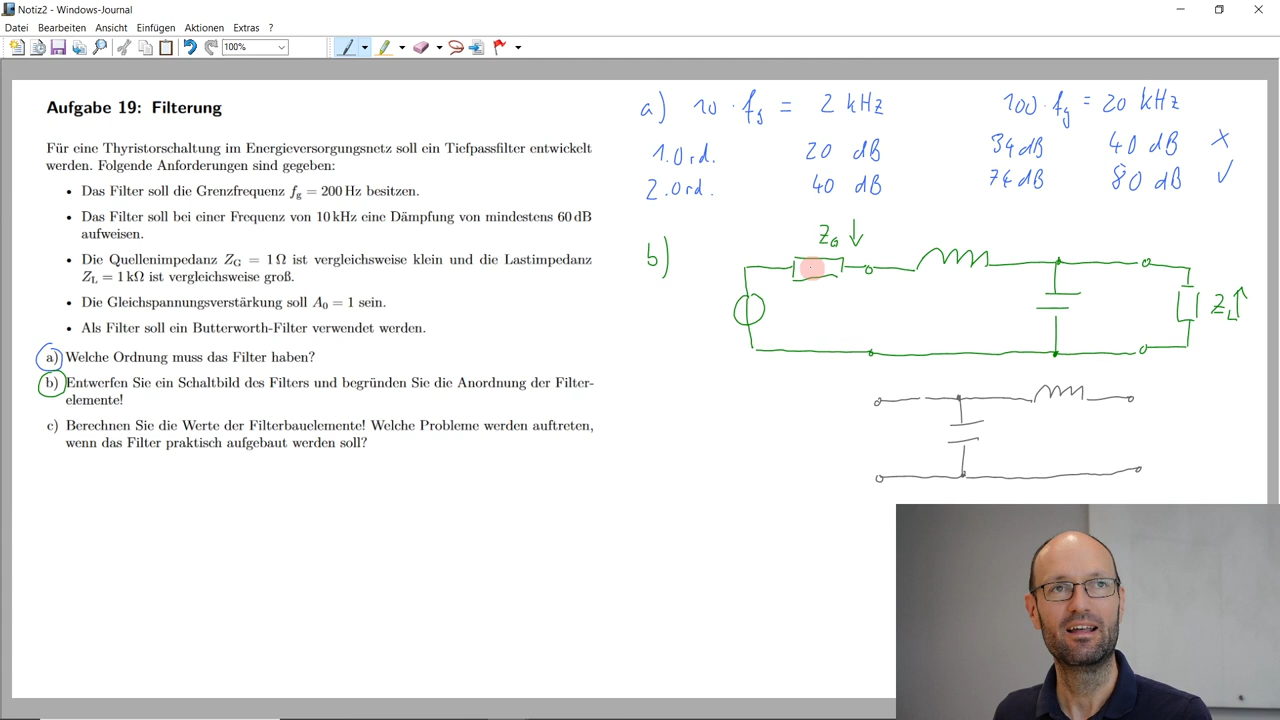 Notiz2 - Windows-Journal
Datei Bearbeiten Ansicht Einfügen Aktionen Extras ?
100%
Aufgabe 19: Filterung
Für eine Thyristorschaltung im Energieversorgungsnetz soll ein Tiefpassfilter entwickelt
werden. Folgende Anforderungen sind gegeben:
• Das Filter soll die Grenzfrequenz fg = 200 Hz besitzen.
• Das Filter soll bei einer Frequenz von 10 kHz eine Dämpfung von mindestens 60 dB
aufweisen.
• Die Quellenimpedanz ZG = 1 Ω ist vergleichsweise klein und die Lastimpedanz
ZL = 1 kΩ ist vergleichsweise groß.
• Die Gleichspannungsverstärkung soll A0 = 1 sein.
• Als Filter soll ein Butterworth-Filter verwendet werden.
a) Welche Ordnung muss das Filter haben?
b) Entwerfen Sie ein Schaltbild des Filters und begründen Sie die Anordnung der Filter-
elemente!
c) Berechnen Sie die Werte der Filterbauelemente! Welche Probleme werden auftreten,
wenn das Filter praktisch aufgebaut werden soll?
a) 10 · fg = 2 kHz 100 · fg = 20 kHz
1.Ord. 20 dB 34 dB 40 dB x
2.Ord. 40 dB 74 dB 80 dB ✓
b)
ZG ↓
ZL ↑